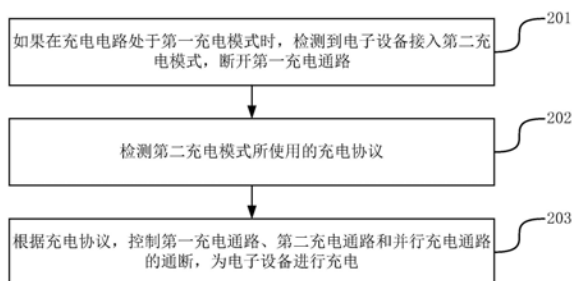 如果在充电电路处于第一充电模式时，检测到电子设备接入第二充
电模式，断开第一充电通路
201
检测第二充电模式所使用的充电协议
202
根据充电协议，控制第一充电通路、第二充电通路和并行充电通路
的通断，为电子设备进行充电
203